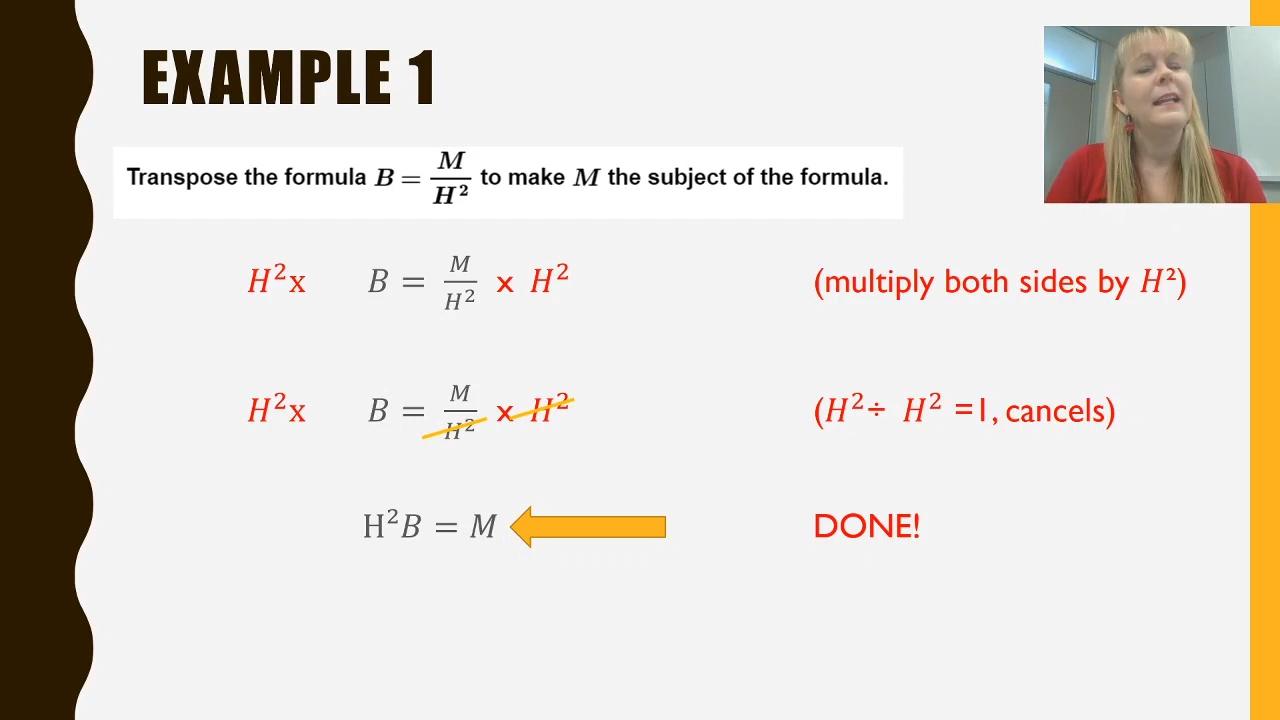 EXAMPLE 1
Transpose the formula B = M/H² to make M the subject of the formula.
H²x B = M/H² x H² (multiply both sides by H²)
H²x B = M/H² x H² (H²÷ H² =1, cancels)
H²B = M DONE!